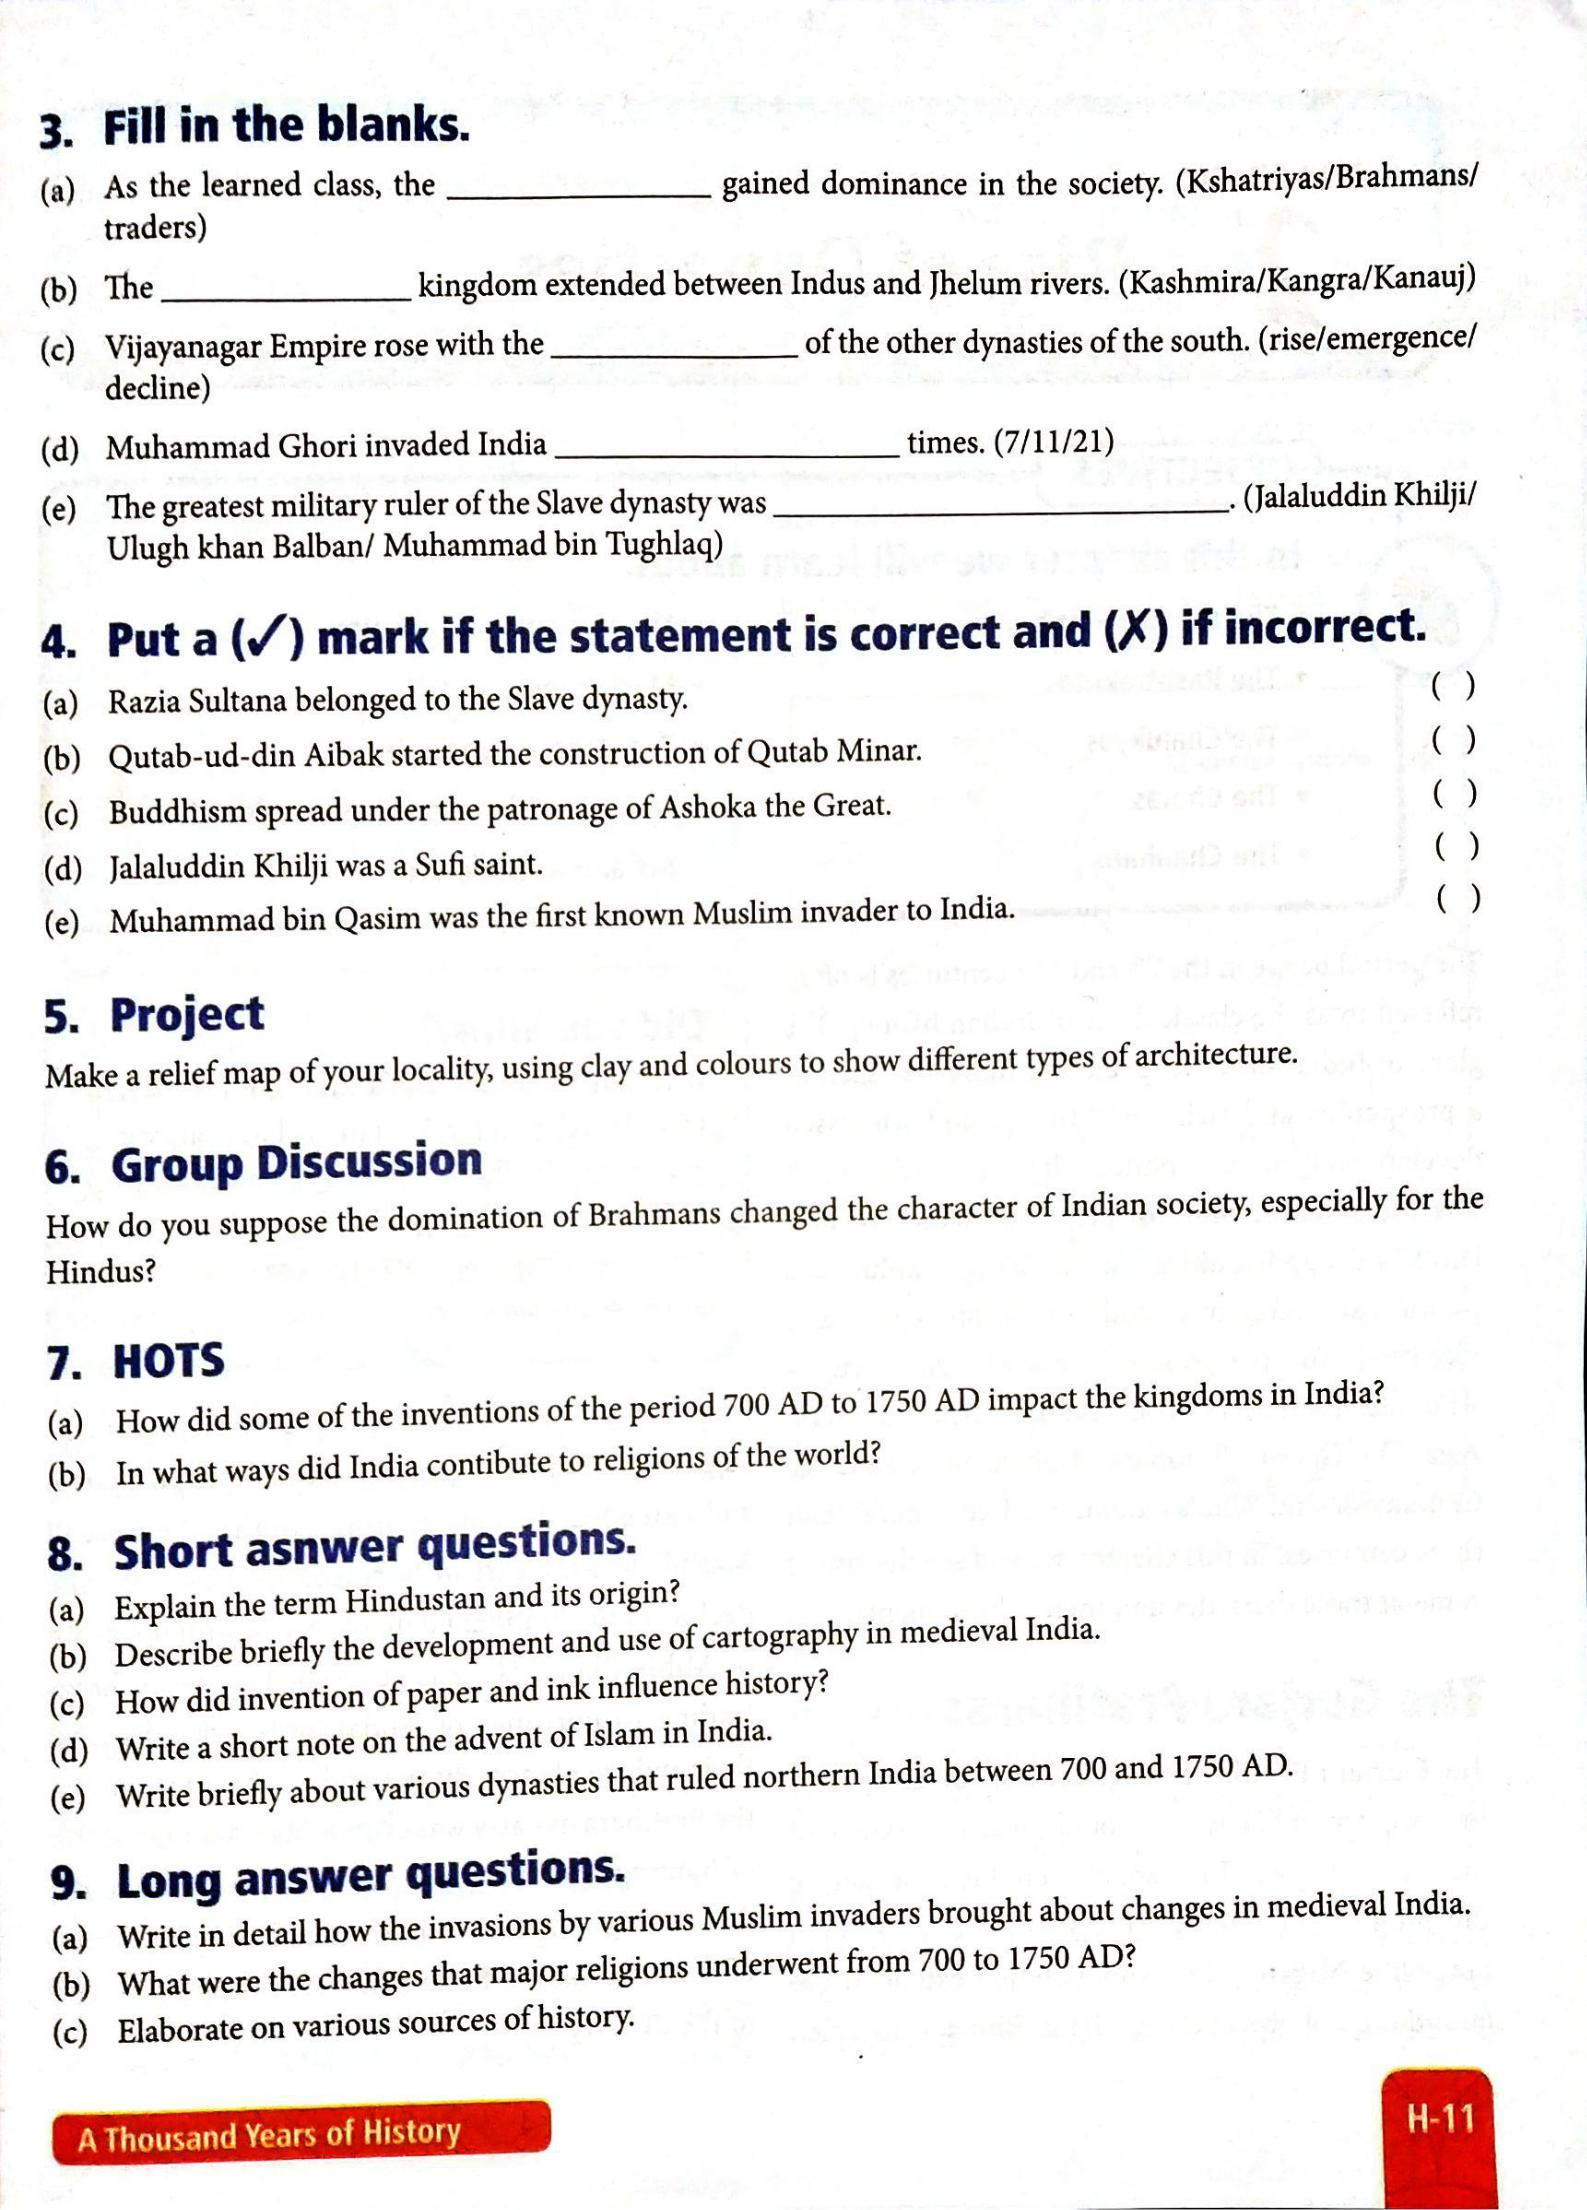 3. Fill in the blanks.
(a) As the learned class, the ____________ gained dominance in the society. (Kshatriyas/Brahmans/
traders)
(b) The ____________ kingdom extended between Indus and Jhelum rivers. (Kashmira/Kangra/Kanauj)
(c) Vijayanagar Empire rose with the ____________ of the other dynasties of the south. (rise/emergence/
decline)
(d) Muhammad Ghori invaded India ____________ times. (7/11/21)
(e) The greatest military ruler of the Slave dynasty was ____________. (Jalaluddin Khilji/
Ulugh khan Balban/ Muhammad bin Tughlaq)
4. Put a (✓) mark if the statement is correct and (✗) if incorrect.
(a) Razia Sultana belonged to the Slave dynasty. ( )
(b) Qutab-ud-din Aibak started the construction of Qutab Minar. ( )
(c) Buddhism spread under the patronage of Ashoka the Great. ( )
(d) Jalaluddin Khilji was a Sufi saint. ( )
(e) Muhammad bin Qasim was the first known Muslim invader to India. ( )
5. Project
Make a relief map of your locality, using clay and colours to show different types of architecture.
6. Group Discussion
How do you suppose the domination of Brahmans changed the character of Indian society, especially for the
Hindus?
7. HOTS
(a) How did some of the inventions of the period 700 AD to 1750 AD impact the kingdoms in India?
(b) In what ways did India contibute to religions of the world?
8. Short asnwer questions.
(a) Explain the term Hindustan and its origin?
(b) Describe briefly the development and use of cartography in medieval India.
(c) How did invention of paper and ink influence history?
(d) Write a short note on the advent of Islam in India.
(e) Write briefly about various dynasties that ruled northern India between 700 and 1750 AD.
9. Long answer questions.
(a) Write in detail how the invasions by various Muslim invaders brought about changes in medieval India.
(b) What were the changes that major religions underwent from 700 to 1750 AD?
(c) Elaborate on various sources of history.
A Thousand Years of History
H-11